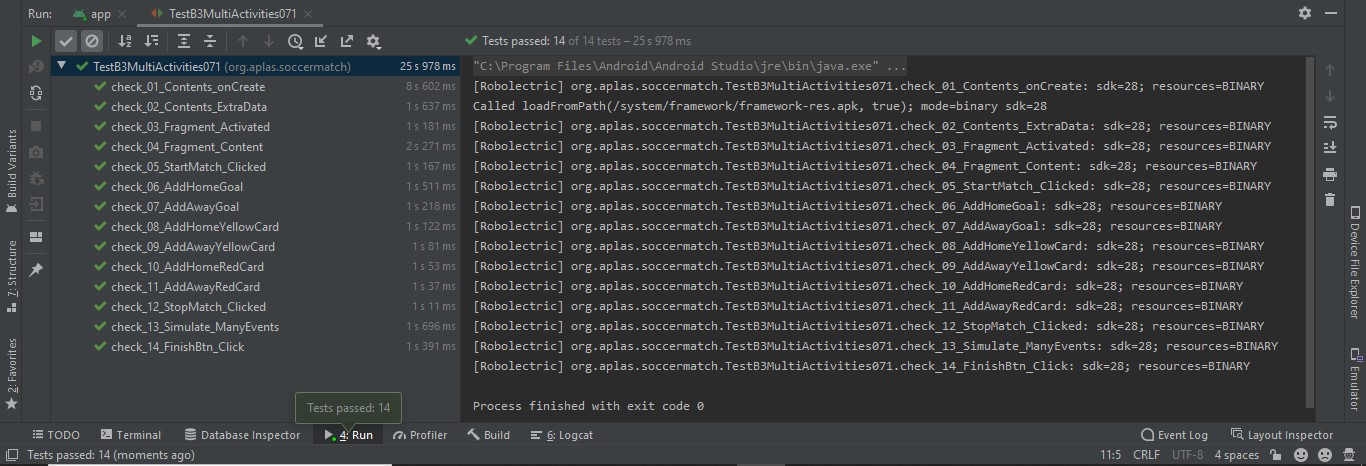 Run: app TestB3MultiActivities071
Tests passed: 14 of 14 tests – 25 s 978 ms
TestB3MultiActivities071 (org.aplas.soccermatch) 25 s 978 ms
check_01_Contents_onCreate 8 s 602 ms
check_02_Contents_ExtraData 1 s 637 ms
check_03_Fragment_Activated 1 s 181 ms
check_04_Fragment_Content 2 s 271 ms
check_05_StartMatch_Clicked 1 s 167 ms
check_06_AddHomeGoal 1 s 511 ms
check_07_AddAwayGoal 1 s 218 ms
check_08_AddHomeYellowCard 1 s 122 ms
check_09_AddAwayYellowCard 1 s 81 ms
check_10_AddHomeRedCard 1 s 53 ms
check_11_AddAwayRedCard 1 s 37 ms
check_12_StopMatch_Clicked 1 s 11 ms
check_13_Simulate_ManyEvents 1 s 696 ms
check_14_FinishBtn_Click 1 s 391 ms
"C:\Program Files\Android\Android Studio\jre\bin\java.exe" ...
[Robolectric] org.aplas.soccermatch.TestB3MultiActivities071.check_01_Contents_onCreate: sdk=28; resources=BINARY
Called loadFromPath(/system/framework/framework-res.apk, true); mode=binary sdk=28
[Robolectric] org.aplas.soccermatch.TestB3MultiActivities071.check_02_Contents_ExtraData: sdk=28; resources=BINARY
[Robolectric] org.aplas.soccermatch.TestB3MultiActivities071.check_03_Fragment_Activated: sdk=28; resources=BINARY
[Robolectric] org.aplas.soccermatch.TestB3MultiActivities071.check_04_Fragment_Content: sdk=28; resources=BINARY
[Robolectric] org.aplas.soccermatch.TestB3MultiActivities071.check_05_StartMatch_Clicked: sdk=28; resources=BINARY
[Robolectric] org.aplas.soccermatch.TestB3MultiActivities071.check_06_AddHomeGoal: sdk=28; resources=BINARY
[Robolectric] org.aplas.soccermatch.TestB3MultiActivities071.check_07_AddAwayGoal: sdk=28; resources=BINARY
[Robolectric] org.aplas.soccermatch.TestB3MultiActivities071.check_08_AddHomeYellowCard: sdk=28; resources=BINARY
[Robolectric] org.aplas.soccermatch.TestB3MultiActivities071.check_09_AddAwayYellowCard: sdk=28; resources=BINARY
[Robolectric] org.aplas.soccermatch.TestB3MultiActivities071.check_10_AddHomeRedCard: sdk=28; resources=BINARY
[Robolectric] org.aplas.soccermatch.TestB3MultiActivities071.check_11_AddAwayRedCard: sdk=28; resources=BINARY
[Robolectric] org.aplas.soccermatch.TestB3MultiActivities071.check_12_StopMatch_Clicked: sdk=28; resources=BINARY
[Robolectric] org.aplas.soccermatch.TestB3MultiActivities071.check_13_Simulate_ManyEvents: sdk=28; resources=BINARY
[Robolectric] org.aplas.soccermatch.TestB3MultiActivities071.check_14_FinishBtn_Click: sdk=28; resources=BINARY
Process finished with exit code 0
Build Variants
7: Structure
2: Favorites
Device File Explorer
Emulator
Tests passed: 14
TODO Terminal Database Inspector 4: Run Profiler Build 6: Logcat Event Log Layout Inspector
Tests passed: 14 (moments ago) 11:5 CRLF UTF-8 4 spaces